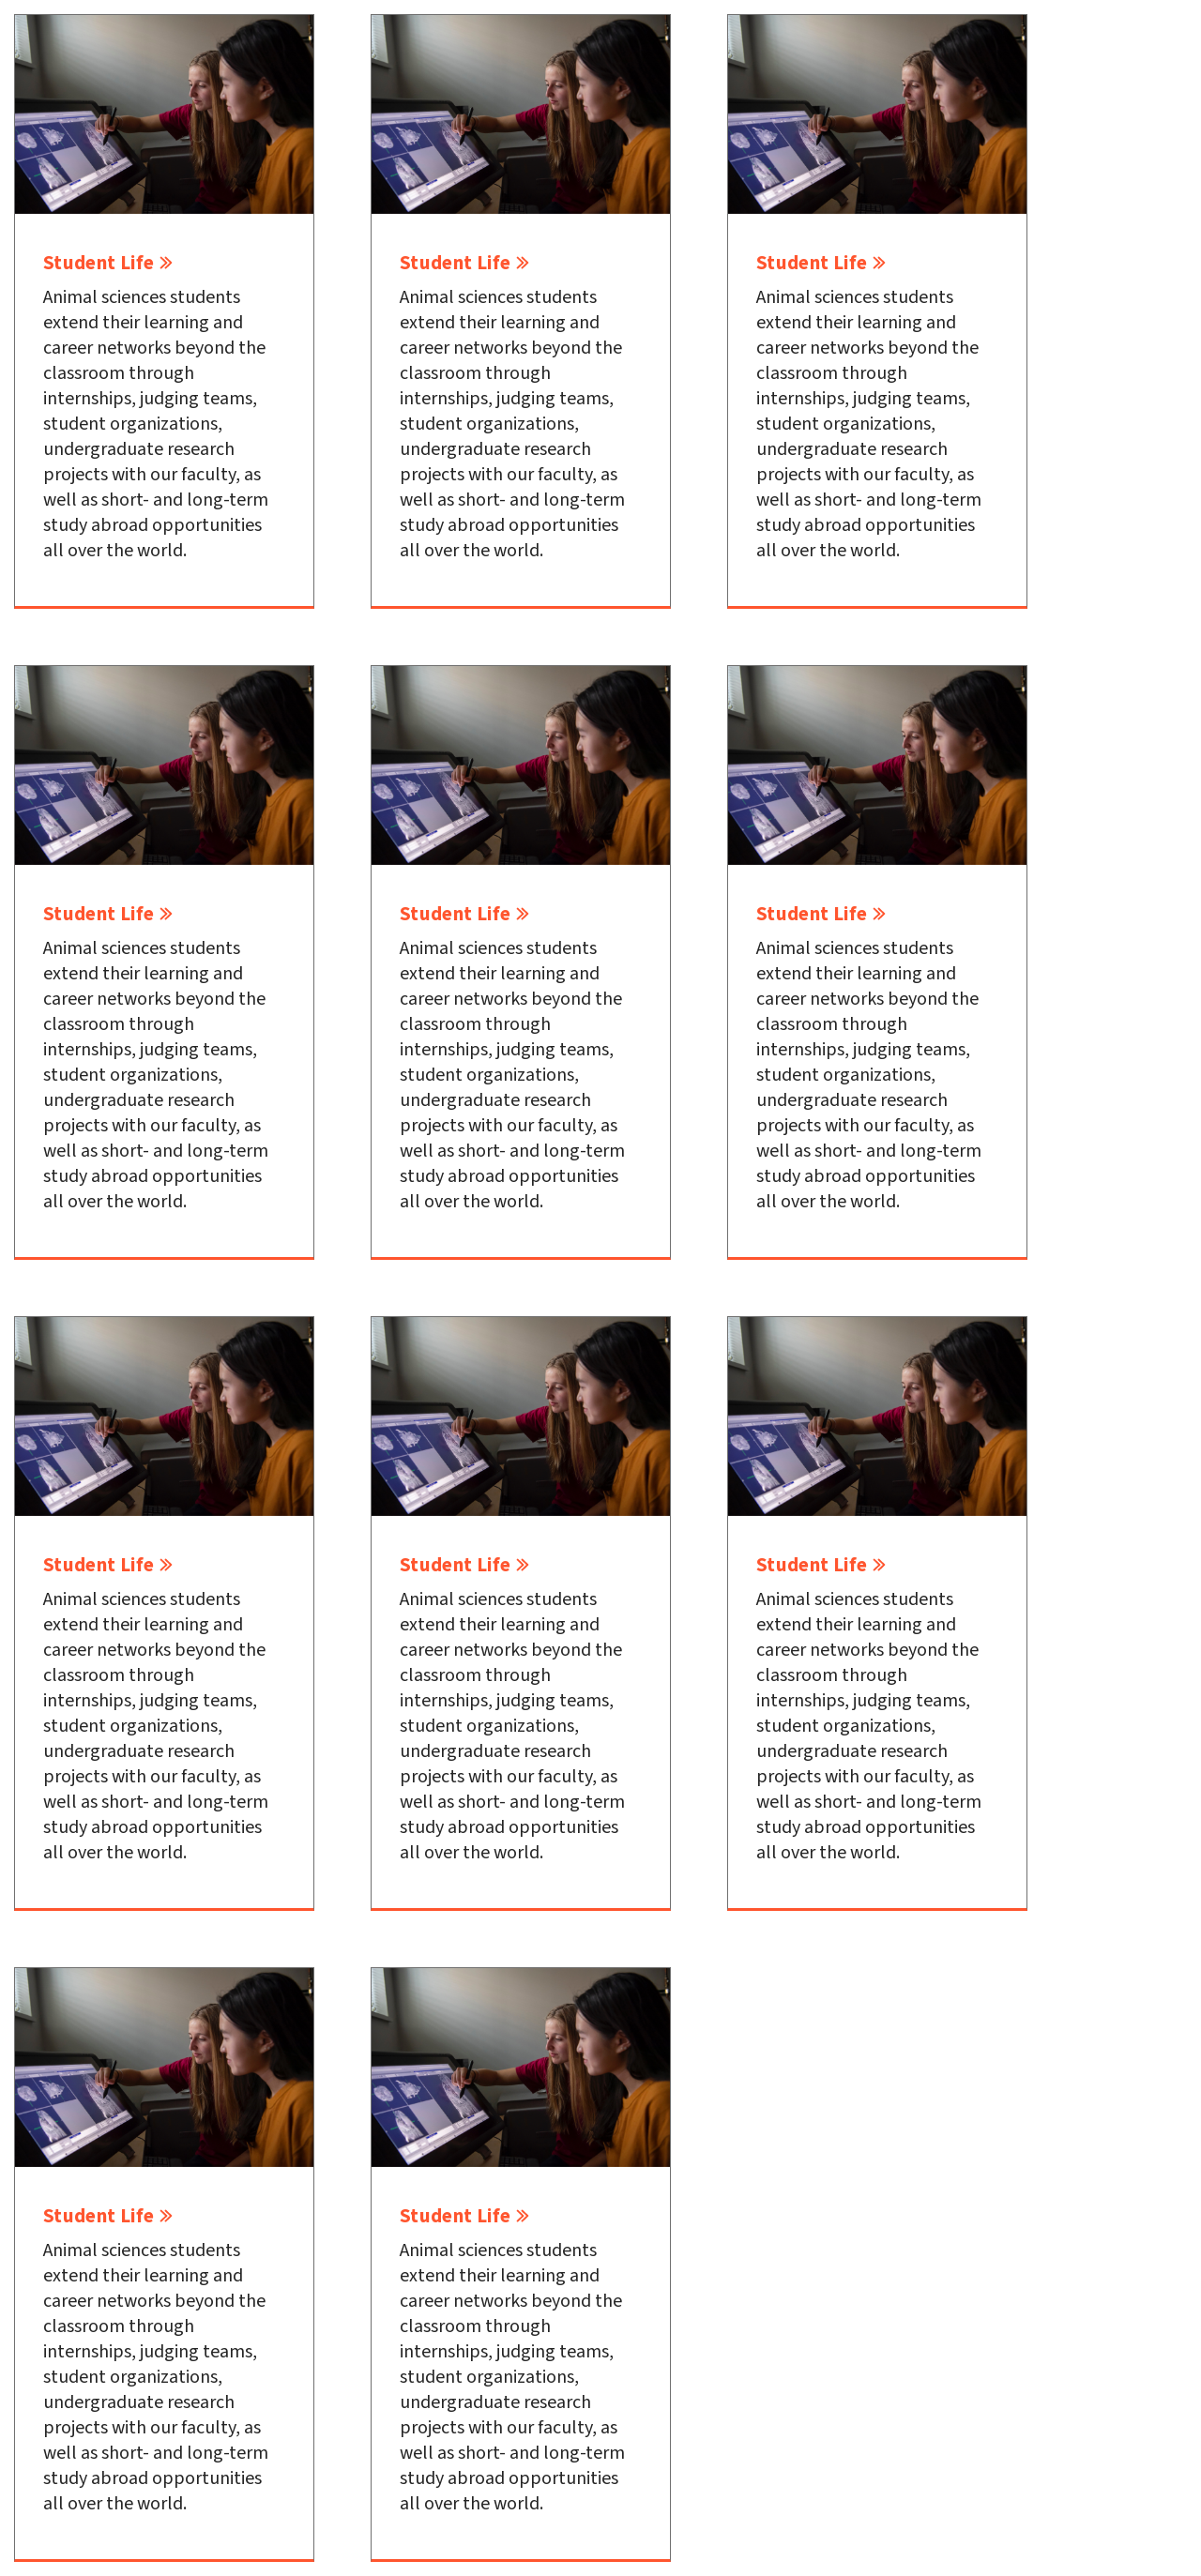 Student Life »
Animal sciences students
extend their learning and
career networks beyond the
classroom through
internships, judging teams,
student organizations,
undergraduate research
projects with our faculty, as
well as short- and long-term
study abroad opportunities
all over the world.
Student Life »
Animal sciences students
extend their learning and
career networks beyond the
classroom through
internships, judging teams,
student organizations,
undergraduate research
projects with our faculty, as
well as short- and long-term
study abroad opportunities
all over the world.
Student Life »
Animal sciences students
extend their learning and
career networks beyond the
classroom through
internships, judging teams,
student organizations,
undergraduate research
projects with our faculty, as
well as short- and long-term
study abroad opportunities
all over the world.
Student Life »
Animal sciences students
extend their learning and
career networks beyond the
classroom through
internships, judging teams,
student organizations,
undergraduate research
projects with our faculty, as
well as short- and long-term
study abroad opportunities
all over the world.
Student Life »
Animal sciences students
extend their learning and
career networks beyond the
classroom through
internships, judging teams,
student organizations,
undergraduate research
projects with our faculty, as
well as short- and long-term
study abroad opportunities
all over the world.
Student Life »
Animal sciences students
extend their learning and
career networks beyond the
classroom through
internships, judging teams,
student organizations,
undergraduate research
projects with our faculty, as
well as short- and long-term
study abroad opportunities
all over the world.
Student Life »
Animal sciences students
extend their learning and
career networks beyond the
classroom through
internships, judging teams,
student organizations,
undergraduate research
projects with our faculty, as
well as short- and long-term
study abroad opportunities
all over the world.
Student Life »
Animal sciences students
extend their learning and
career networks beyond the
classroom through
internships, judging teams,
student organizations,
undergraduate research
projects with our faculty, as
well as short- and long-term
study abroad opportunities
all over the world.
Student Life »
Animal sciences students
extend their learning and
career networks beyond the
classroom through
internships, judging teams,
student organizations,
undergraduate research
projects with our faculty, as
well as short- and long-term
study abroad opportunities
all over the world.
Student Life »
Animal sciences students
extend their learning and
career networks beyond the
classroom through
internships, judging teams,
student organizations,
undergraduate research
projects with our faculty, as
well as short- and long-term
study abroad opportunities
all over the world.
Student Life »
Animal sciences students
extend their learning and
career networks beyond the
classroom through
internships, judging teams,
student organizations,
undergraduate research
projects with our faculty, as
well as short- and long-term
study abroad opportunities
all over the world.